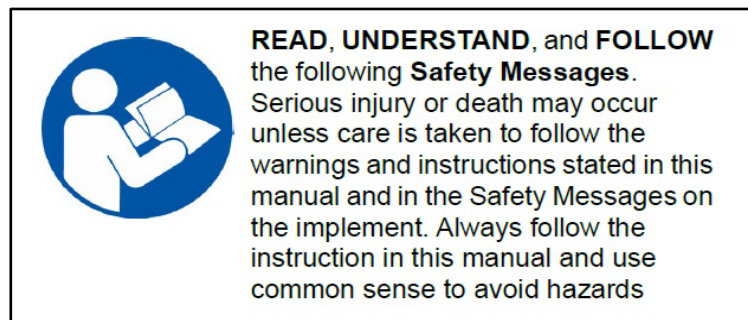 READ, UNDERSTAND, and FOLLOW
the following Safety Messages.
Serious injury or death may occur
unless care is taken to follow the
warnings and instructions stated in this
manual and in the Safety Messages on
the implement. Always follow the
instruction in this manual and use
common sense to avoid hazards